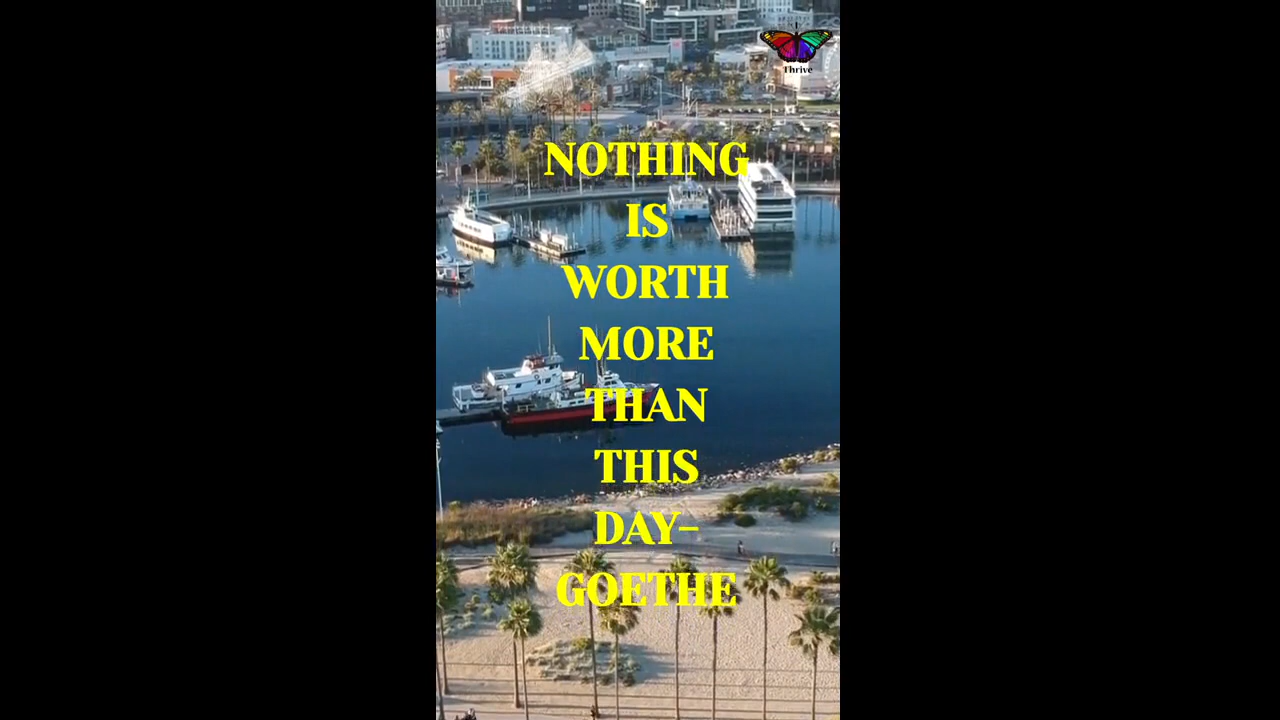 Thrive
NOTHING
IS
WORTH
MORE
THAN
THIS
DAY-
GOETHE